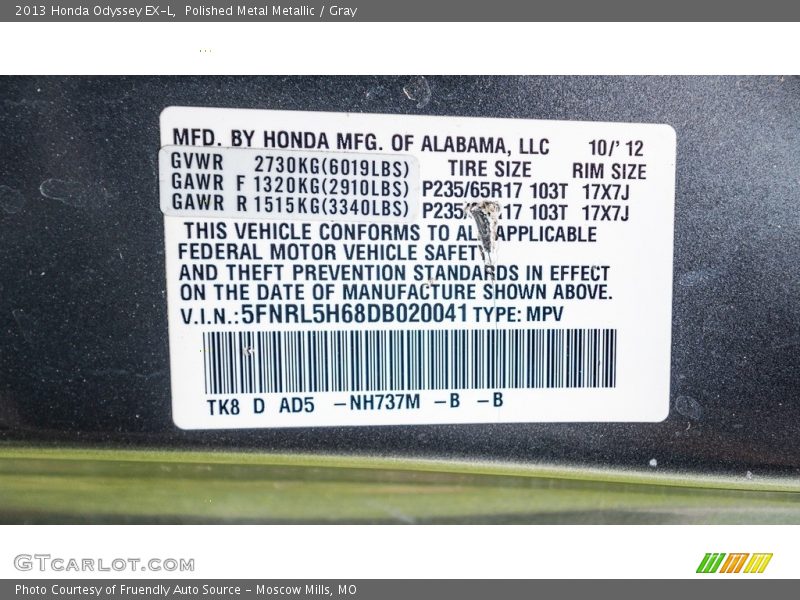 2013 Honda Odyssey EX-L, Polished Metal Metallic / Gray
MFD. BY HONDA MFG. OF ALABAMA, LLC 10/' 12
GVWR 2730KG(6019LBS) TIRE SIZE RIM SIZE
GAWR F 1320KG(2910LBS) P235/65R17 103T 17X7J
GAWR R 1515KG(3340LBS) 17 103T 17X7J
THIS VEHICLE CONFORMS TO ALL APPLICABLE
FEDERAL MOTOR VEHICLE SAFETY
AND THEFT PREVENTION STANDARDS IN EFFECT
ON THE DATE OF MANUFACTURE SHOWN ABOVE.
V.I.N.:5FNRL5H68DB020041 TYPE: MPV
TK8 D AD5 -NH737M -B -B
GTCARLOT.COM
Photo Courtesy of Fruendly Auto Source - Moscow Mills, MO